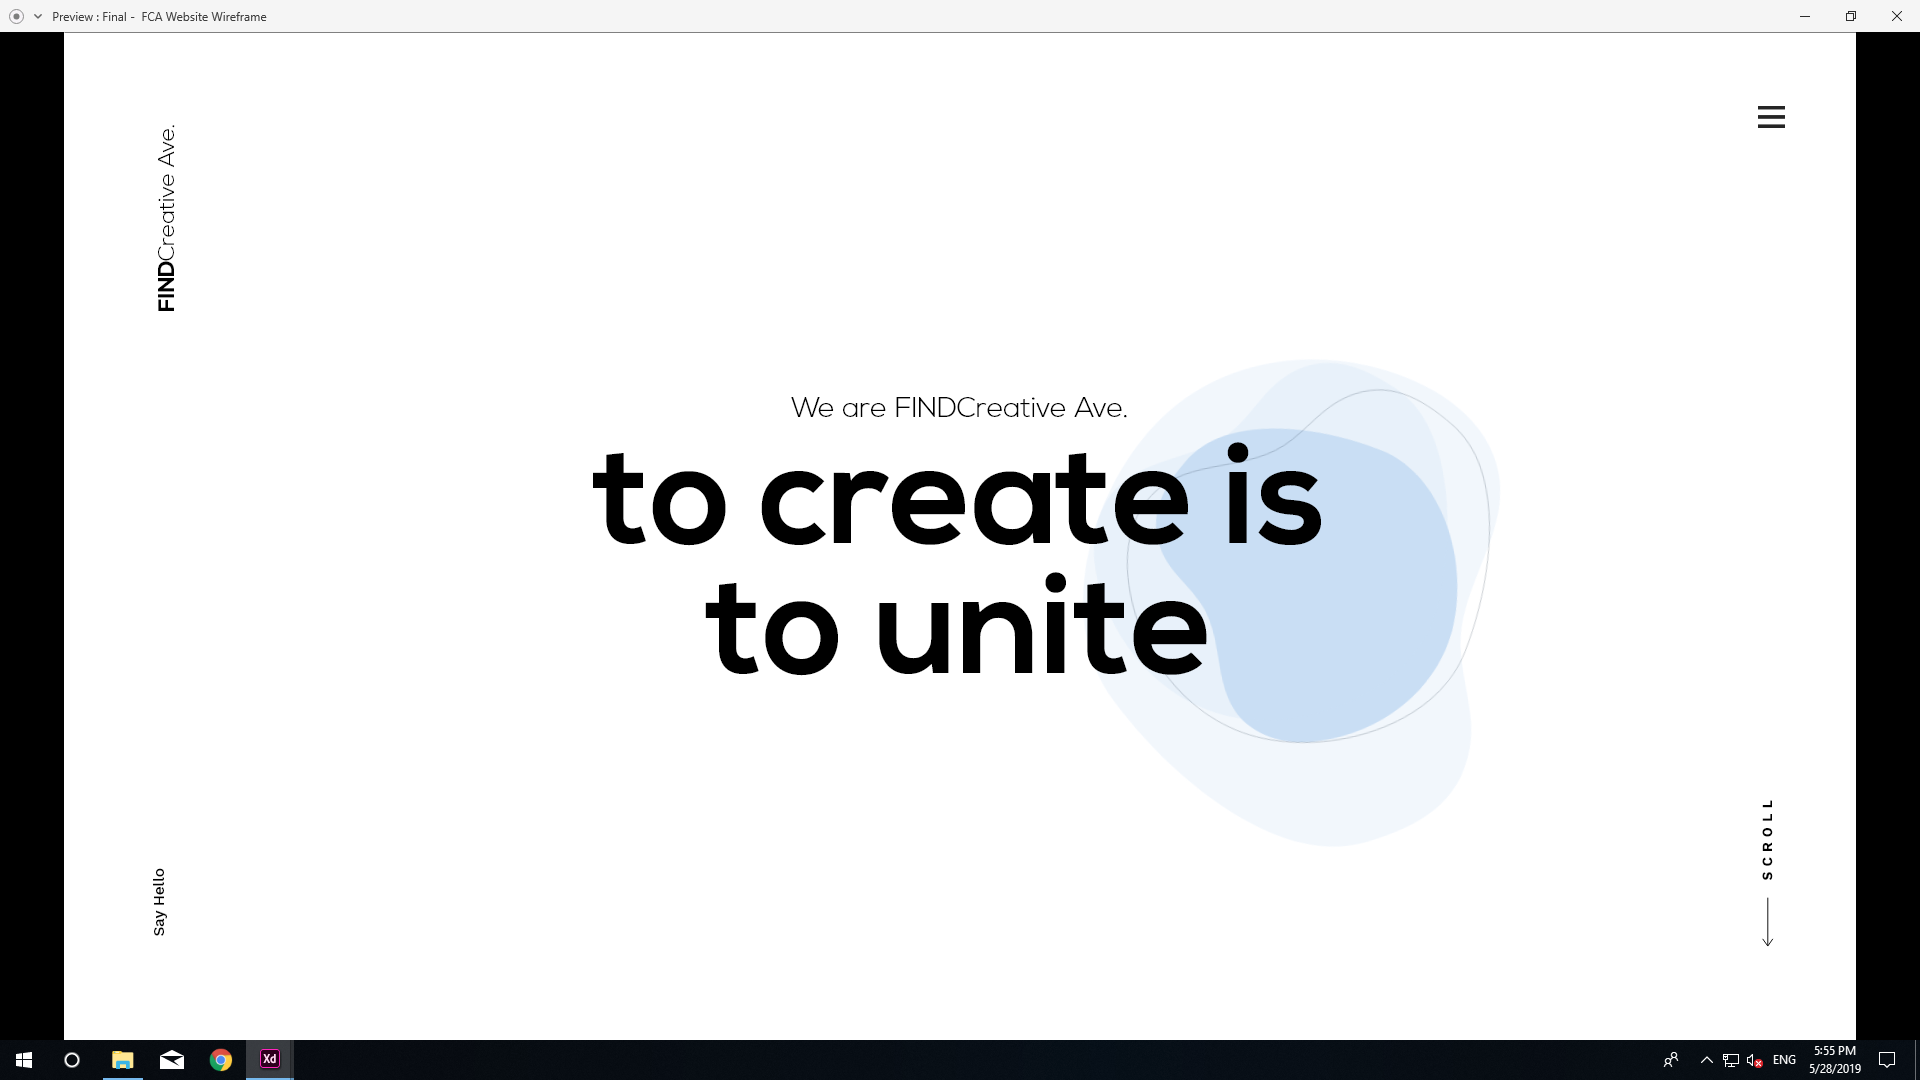 Preview : Final - FCA Website Wireframe
FINDCreative Ave.
We are FINDCreative Ave.
to create is
to unite
Say Hello
SCROLL
Xd
ENG
5:55 PM
5/28/2019